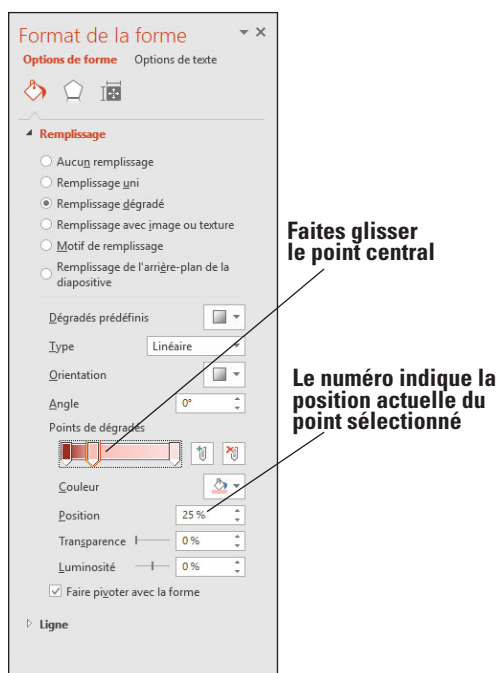 Format de la forme
Options de forme Options de texte
Remplissage
Aucun remplissage
Remplissage uni
Remplissage dégradé
Remplissage avec image ou texture
Motif de remplissage
Remplissage de l'arrière-plan de la
diapositive
Dégradés prédéfinis
Type Linéaire
Orientation
Angle 0°
Points de dégradés
Couleur
Position 25 %
Transparence 0 %
Luminosité 0 %
Faire pivoter avec la forme
Ligne
Faites glisser
le point central
Le numéro indique la
position actuelle du
point sélectionné